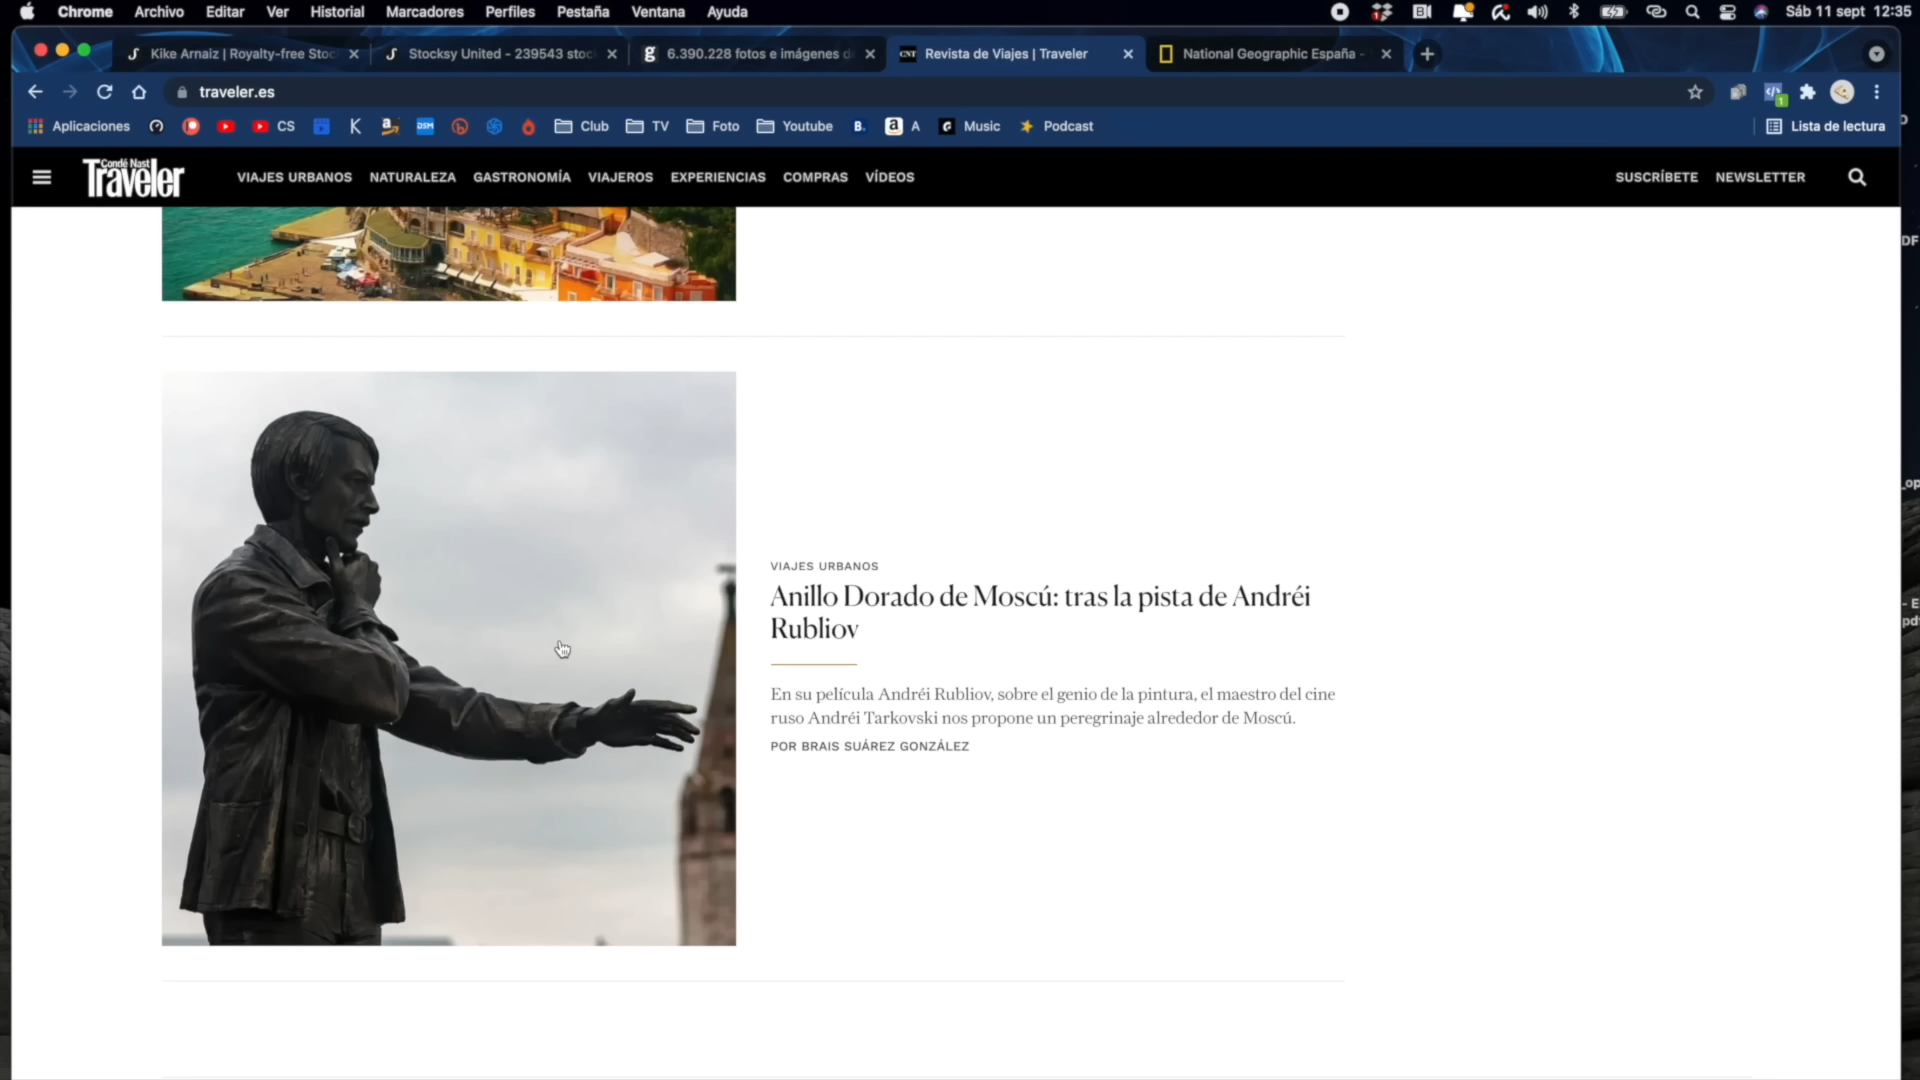 Chrome Archivo Editar Ver Historial Marcadores Perfiles Pestaña Ventana Ayuda
Sáb 11 sept 12:35
Kike Arnaiz | Royalty-free Stoc
Stocksy United - 239543 stoc
6.390.228 fotos e imágenes d
Revista de Viajes | Traveler
National Geographic España -
traveler.es
Aplicaciones
CS
K
DSM
Club
TV
Foto
Youtube
B.
a A
Music
Podcast
Lista de lectura
Condé Nast
Traveler
VIAJES URBANOS NATURALEZA GASTRONOMÍA VIAJEROS EXPERIENCIAS COMPRAS VÍDEOS
SUSCRÍBETE NEWSLETTER
VIAJES URBANOS
Anillo Dorado de Moscú: tras la pista de Andréi
Rubliov
En su película Andréi Rubliov, sobre el genio de la pintura, el maestro del cine
ruso Andréi Tarkovski nos propone un peregrinaje alrededor de Moscú.
POR BRAIS SUÁREZ GONZÁLEZ